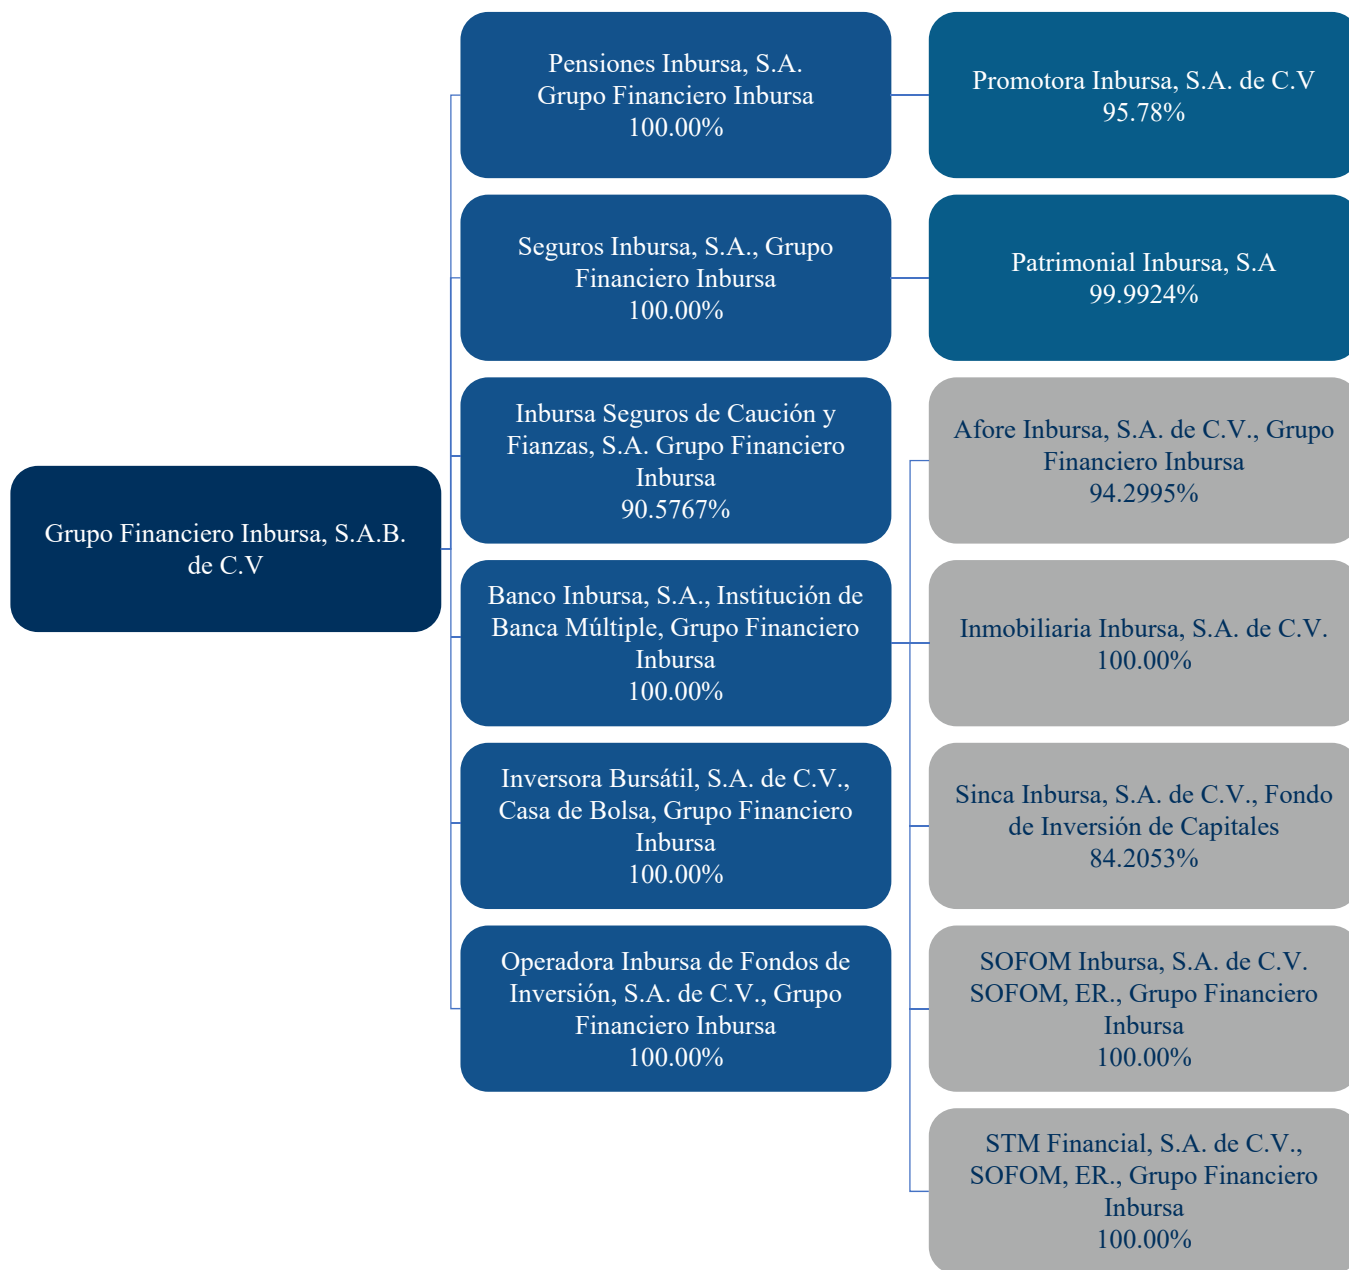 Grupo Financiero Inbursa, S.A.B.
de C.V
Pensiones Inbursa, S.A.
Grupo Financiero Inbursa
100.00%
Seguros Inbursa, S.A., Grupo
Financiero Inbursa
100.00%
Inbursa Seguros de Caución y
Fianzas, S.A. Grupo Financiero
Inbursa
90.5767%
Banco Inbursa, S.A., Institución de
Banca Múltiple, Grupo Financiero
Inbursa
100.00%
Inversora Bursátil, S.A. de C.V.,
Casa de Bolsa, Grupo Financiero
Inbursa
100.00%
Operadora Inbursa de Fondos de
Inversión, S.A. de C.V., Grupo
Financiero Inbursa
100.00%
Promotora Inbursa, S.A. de C.V
95.78%
Patrimonial Inbursa, S.A
99.9924%
Afore Inbursa, S.A. de C.V., Grupo
Financiero Inbursa
94.2995%
Inmobiliaria Inbursa, S.A. de C.V.
100.00%
Sinca Inbursa, S.A. de C.V., Fondo
de Inversión de Capitales
84.2053%
SOFOM Inbursa, S.A. de C.V.
SOFOM, ER., Grupo Financiero
Inbursa
100.00%
STM Financial, S.A. de C.V.,
SOFOM, ER., Grupo Financiero
Inbursa
100.00%